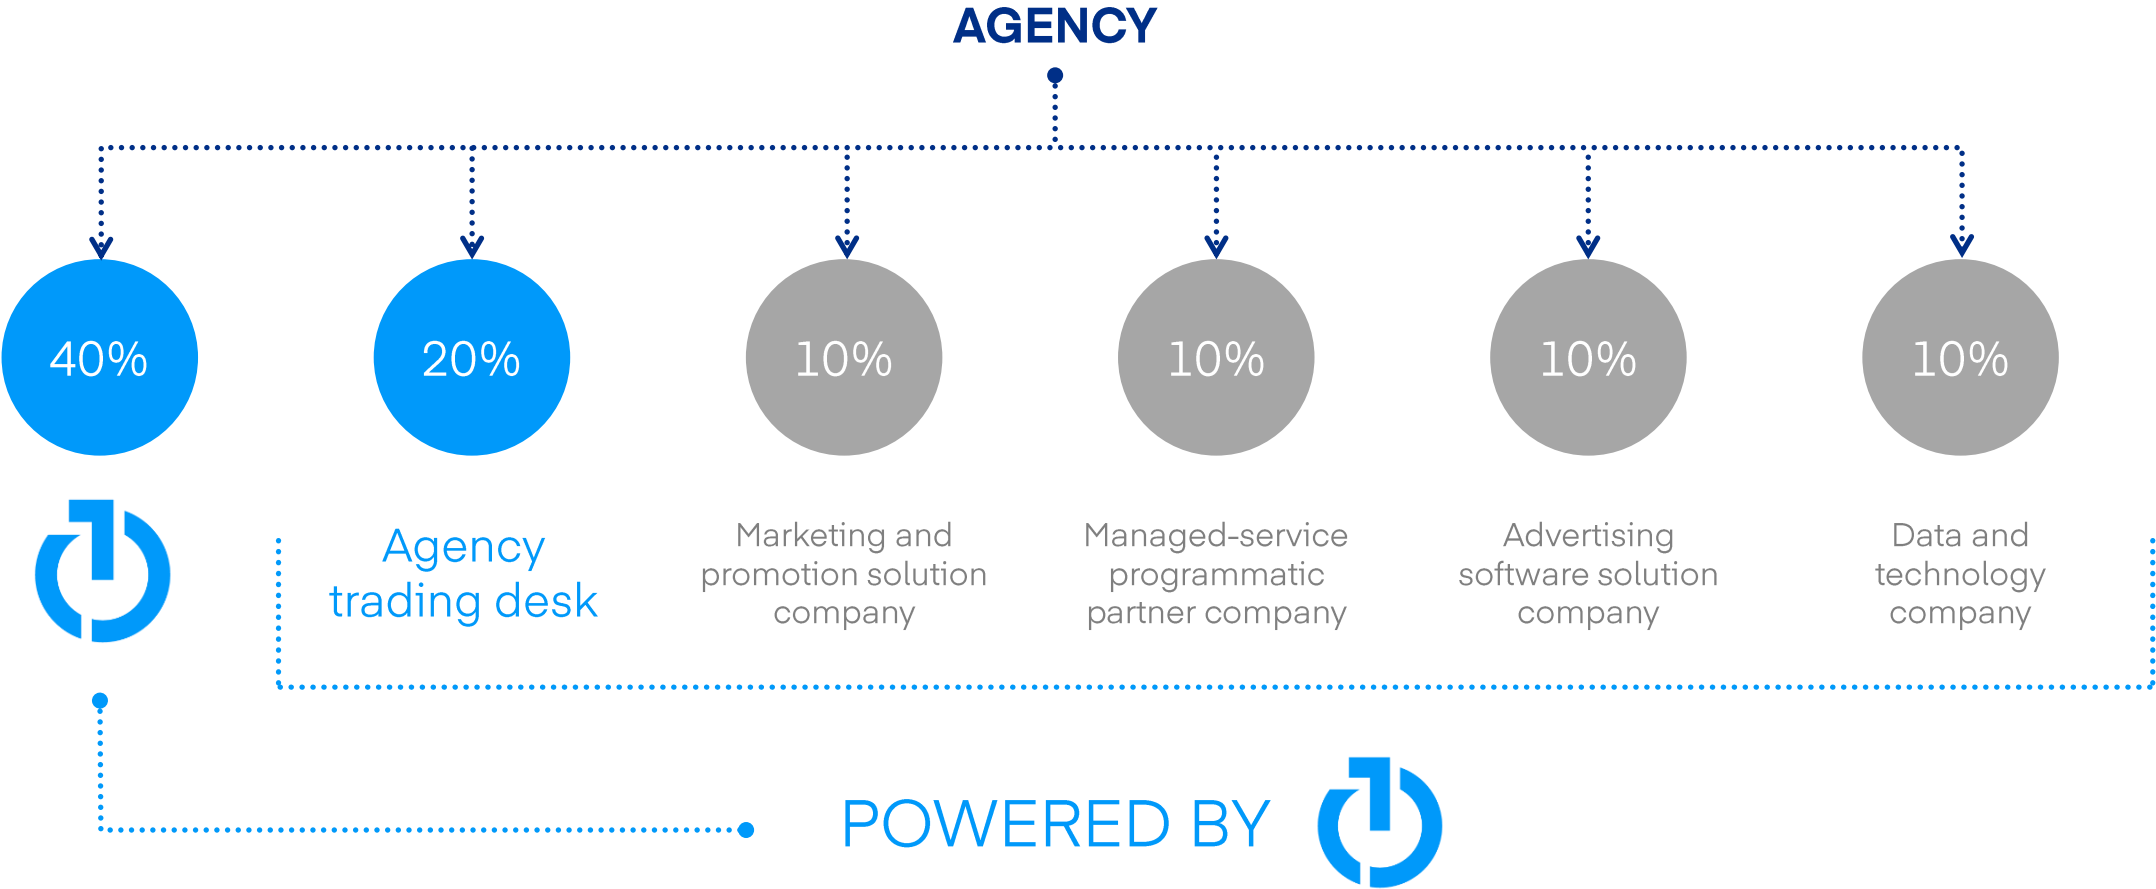 AGENCY
40%
20%
10%
10%
10%
10%
Agency
trading desk
Marketing and
promotion solution
company
Managed-service
programmatic
partner company
Advertising
software solution
company
Data and
technology
company
POWERED BY